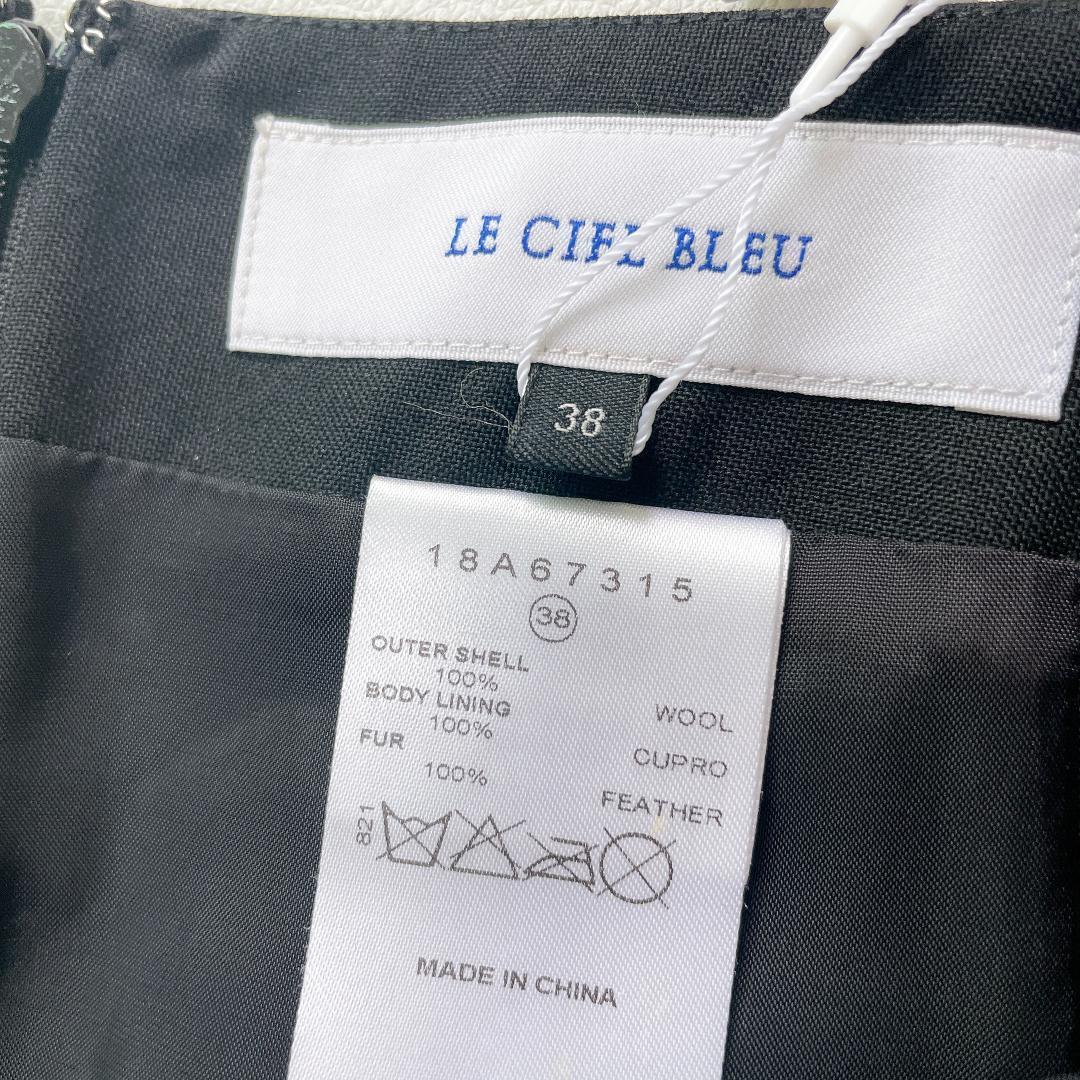 LE CIEL BLEU
38
18A67315
38
OUTER SHELL
100% WOOL
BODY LINING
100% CUPRO
FUR
100% FEATHER
821
MADE IN CHINA